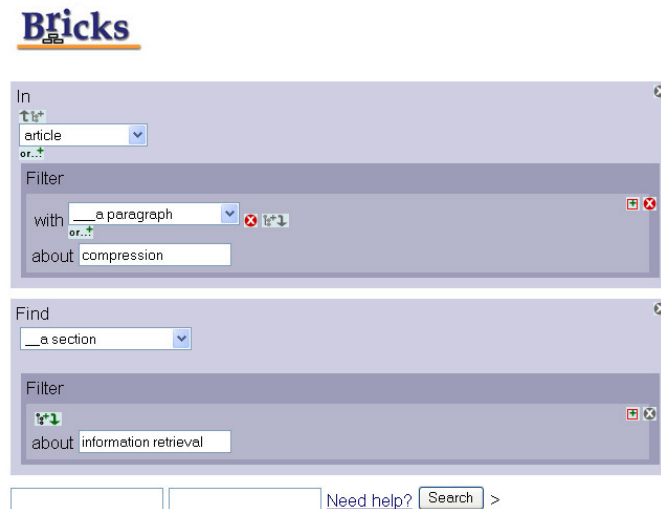 Bricks
In
article
or..+
Filter
with ___a paragraph
or..+
about compression
Find
__a section
Filter
about information retrieval
Need help? Search >